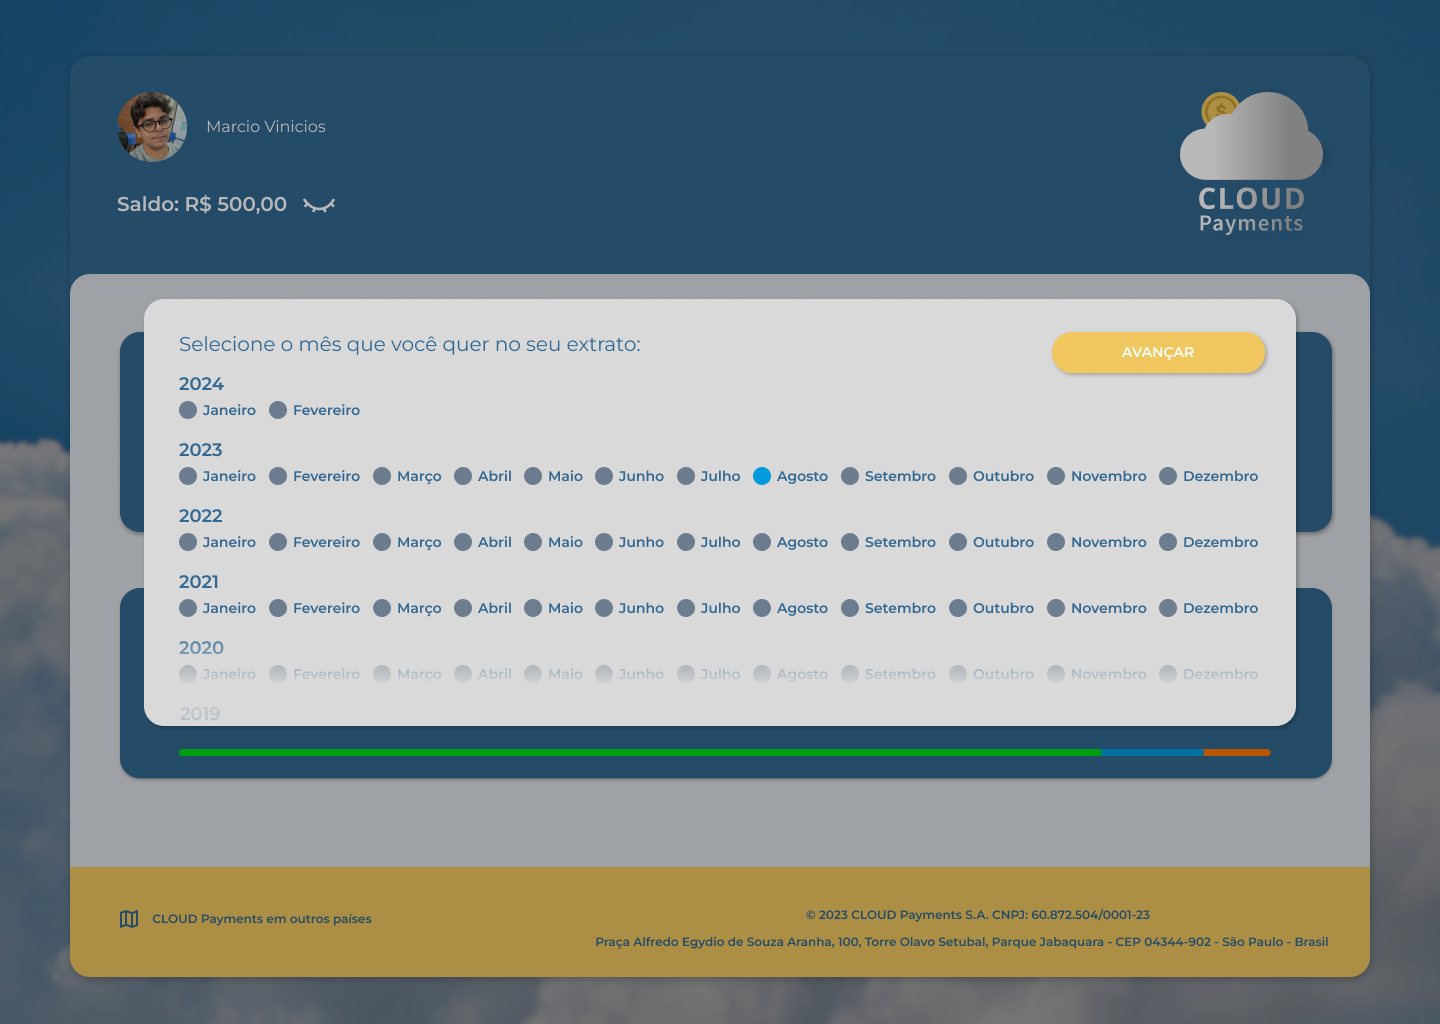 Marcio Vinicios
Saldo: R$ 500,00
$
CLOUD
Payments
Selecione o mês que você quer no seu extrato:
AVANÇAR
2024
Janeiro Fevereiro
2023
Janeiro Fevereiro Março Abril Maio Junho Julho Agosto Setembro Outubro Novembro Dezembro
2022
Janeiro Fevereiro Março Abril Maio Junho Julho Agosto Setembro Outubro Novembro Dezembro
2021
Janeiro Fevereiro Março Abril Maio Junho Julho Agosto Setembro Outubro Novembro Dezembro
2020
Janeiro Fevereiro Março Abril Maio Junho Julho Agosto Setembro Outubro Novembro Dezembro
2019
CLOUD Payments em outros países
© 2023 CLOUD Payments S.A. CNPJ: 60.872.504/0001-23
Praça Alfredo Egydio de Souza Aranha, 100, Torre Olavo Setubal, Parque Jabaquara - CEP 04344-902 - São Paulo - Brasil